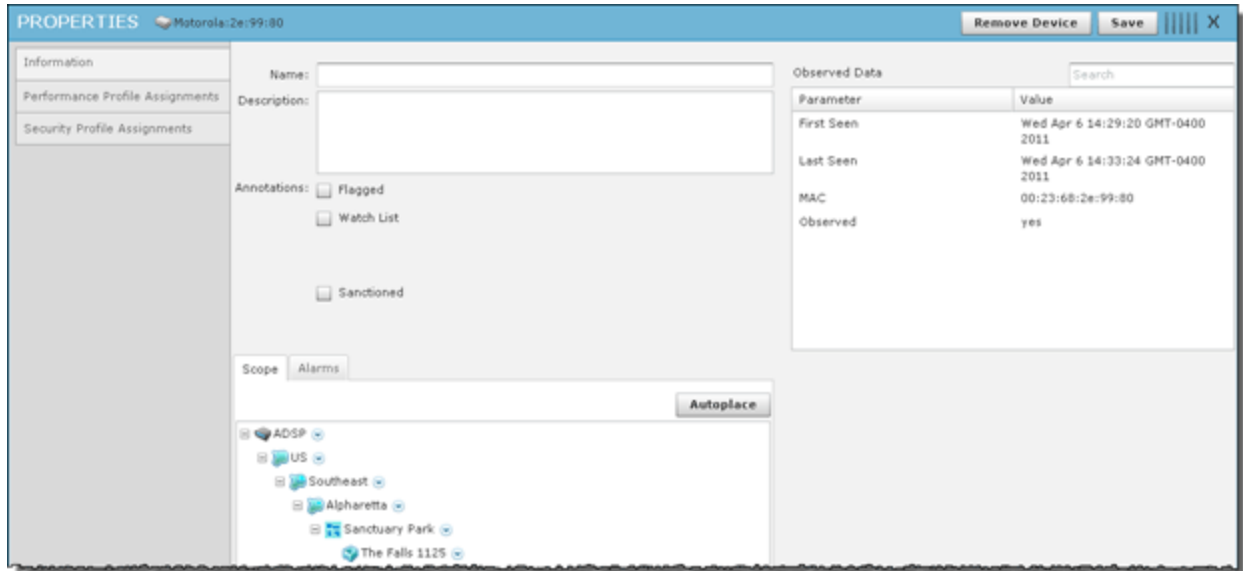 PROPERTIES Motorola:2e:99:80 Remove Device Save X
Information
Performance Profile Assignments
Security Profile Assignments
Name:
Description:
Annotations: Flagged
Watch List
Sanctioned
Observed Data Search
Parameter Value
First Seen Wed Apr 6 14:29:20 GMT-0400
2011
Last Seen Wed Apr 6 14:33:24 GMT-0400
2011
MAC 00:23:68:2e:99:80
Observed yes
Scope Alarms
Autoplace
ADSP
US
Southeast
Alpharetta
Sanctuary Park
The Falls 1125